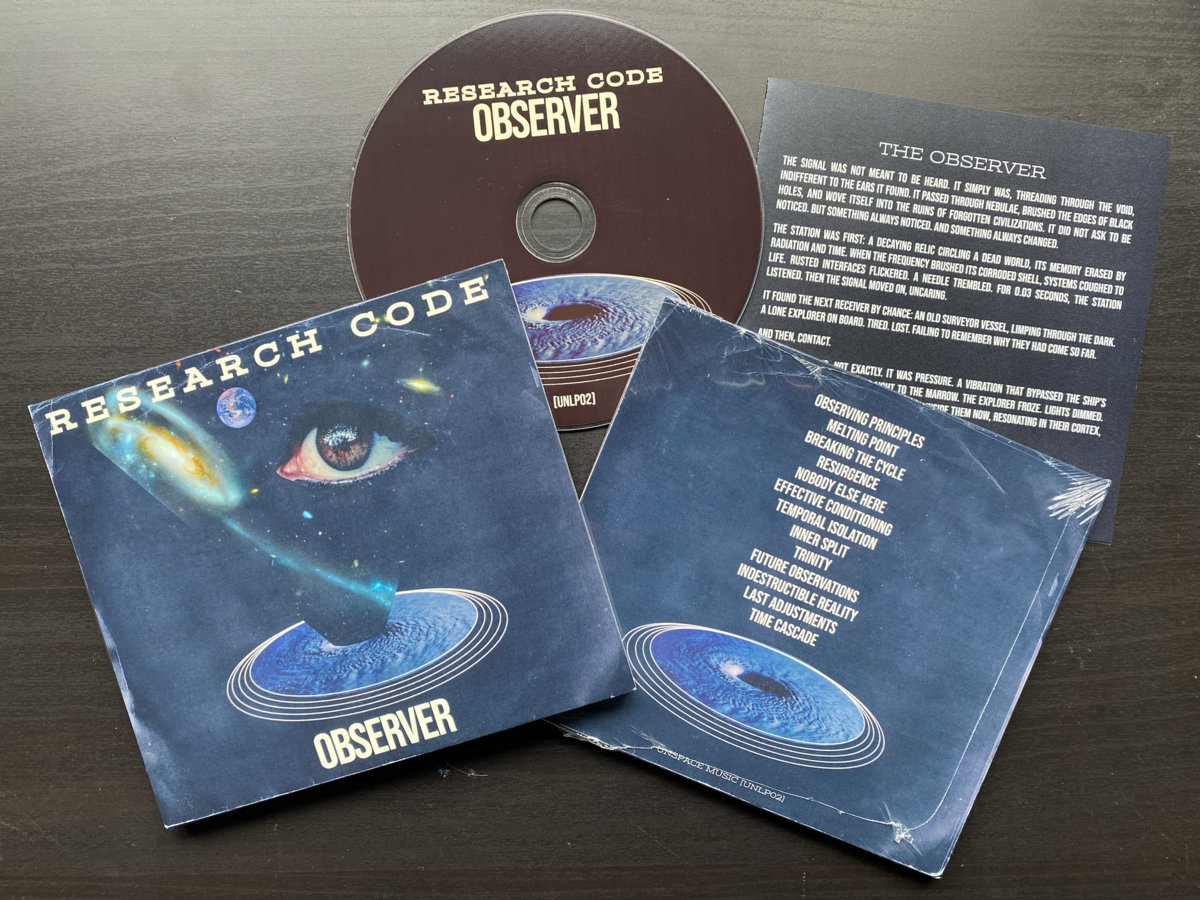 RESEARCH CODE
OBSERVER
[UNLP02]
THE OBSERVER
THE SIGNAL WAS NOT MEANT TO BE HEARD. IT SIMPLY WAS, THREADING THROUGH THE VOID,
INDIFFERENT TO THE EARS IT FOUND. IT PASSED THROUGH NEBULAE, BRUSHED THE EDGES OF BLACK
HOLES, AND WOVE ITSELF INTO THE RUINS OF FORGOTTEN CIVILIZATIONS. IT DID NOT ASK TO BE
NOTICED. BUT SOMETHING ALWAYS NOTICED. AND SOMETHING ALWAYS CHANGED.
THE STATION WAS FIRST: A DECAYING RELIC CIRCLING A DEAD WORLD, ITS MEMORY ERASED BY
RADIATION AND TIME. WHEN THE FREQUENCY BRUSHED ITS CORRODED SHELL, SYSTEMS COUGHED TO
LIFE. RUSTED INTERFACES FLICKERED. A NEEDLE TREMBLED. FOR 0.03 SECONDS, THE STATION
LISTENED. THEN THE SIGNAL MOVED ON, UNCARING.
IT FOUND THE NEXT RECEIVER BY CHANCE: AN OLD SURVEYOR VESSEL, LIMPING THROUGH THE DARK.
A LONE EXPLORER ON BOARD. TIRED. LOST. FAILING TO REMEMBER WHY THEY HAD COME SO FAR.
AND THEN, CONTACT.
NOT EXACTLY. IT WAS PRESSURE. A VIBRATION THAT BYPASSED THE SHIP'S
TO THE MARROW. THE EXPLORER FROZE. LIGHTS DIMMED.
THEM NOW, RESONATING IN THEIR CORTEX,
RESEARCH CODE
OBSERVER
OBSERVING PRINCIPLES
MELTING POINT
BREAKING THE CYCLE
RESURGENCE
NOBODY ELSE HERE
EFFECTIVE CONDITIONING
TEMPORAL ISOLATION
INNER SPLIT
TRINITY
FUTURE OBSERVATIONS
INDESTRUCTIBLE REALITY
LAST ADJUSTMENTS
TIME CASCADE
UNSPACE MUSIC [UNLP02]